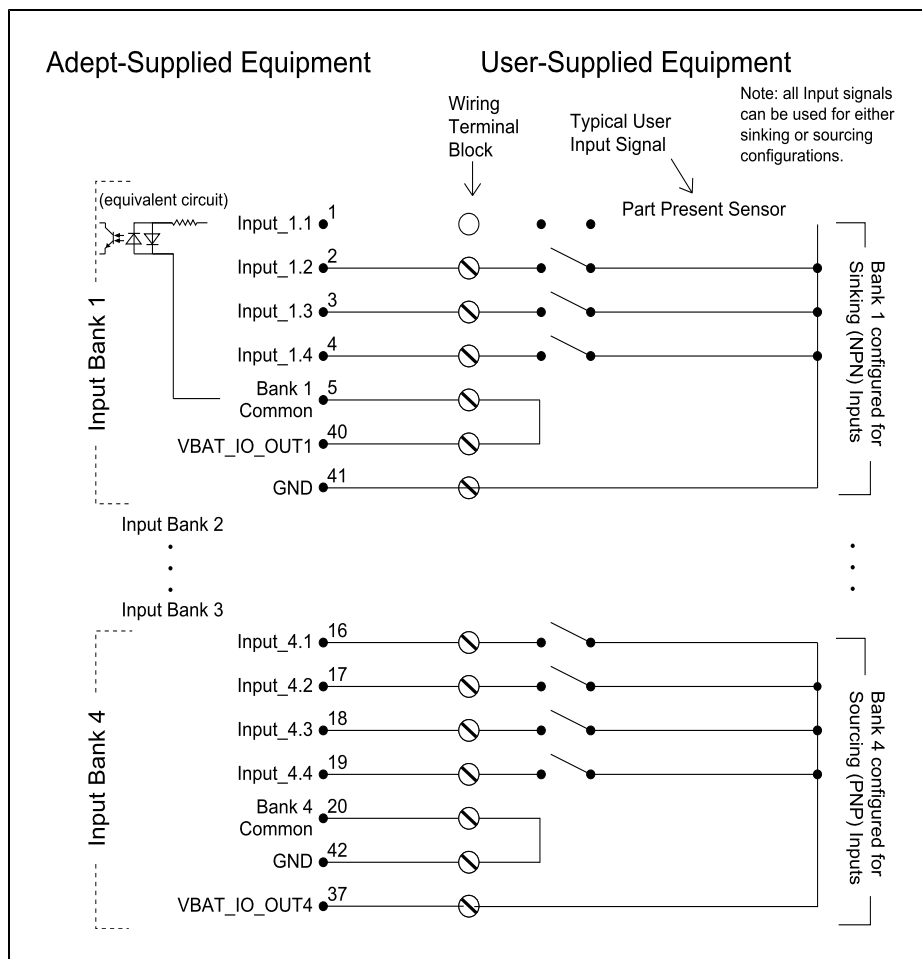 Adept-Supplied Equipment
User-Supplied Equipment
Wiring
Terminal
Block
Typical User
Input Signal
Note: all Input signals
can be used for either
sinking or sourcing
configurations.
(equivalent circuit)
Input Bank 1
Input_1.1 1
Part Present Sensor
Input_1.2 2
Input_1.3 3
Input_1.4 4
Bank 1 5
Common
VBAT_IO_OUT1 40
GND 41
Bank 1 configured for
Sinking (NPN) Inputs
Input Bank 2
Input Bank 3
Input Bank 4
Input_4.1 16
Input_4.2 17
Input_4.3 18
Input_4.4 19
Bank 4 20
Common
GND 42
VBAT_IO_OUT4 37
Bank 4 configured for
Sourcing (PNP) Inputs